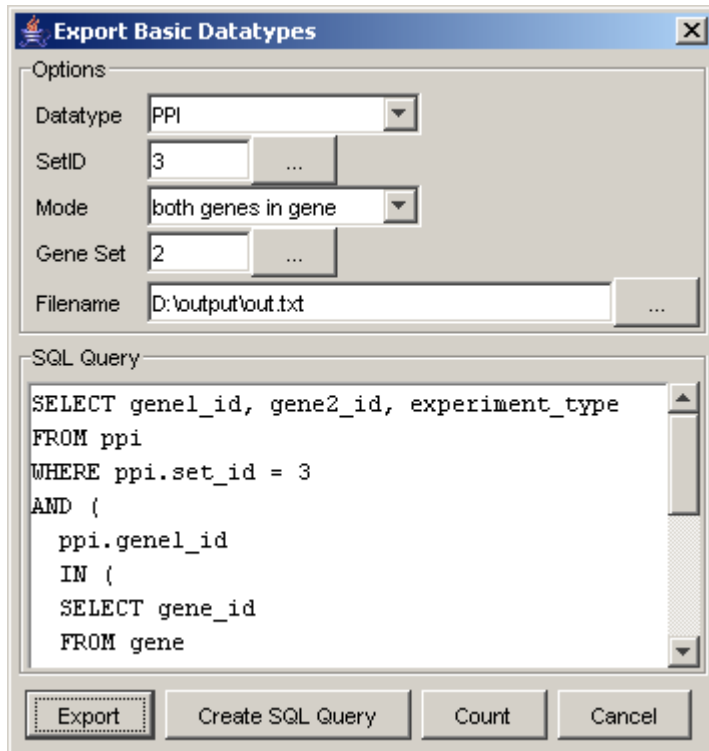 Export Basic Datatypes
Options
Datatype PPI
SetID 3 ...
Mode both genes in gene
Gene Set 2 ...
Filename D:\output\out.txt ...
SQL Query
SELECT gene1_id, gene2_id, experiment_type
FROM ppi
WHERE ppi.set_id = 3
AND (
ppi.gene1_id
IN (
SELECT gene_id
FROM gene
Export Create SQL Query Count Cancel